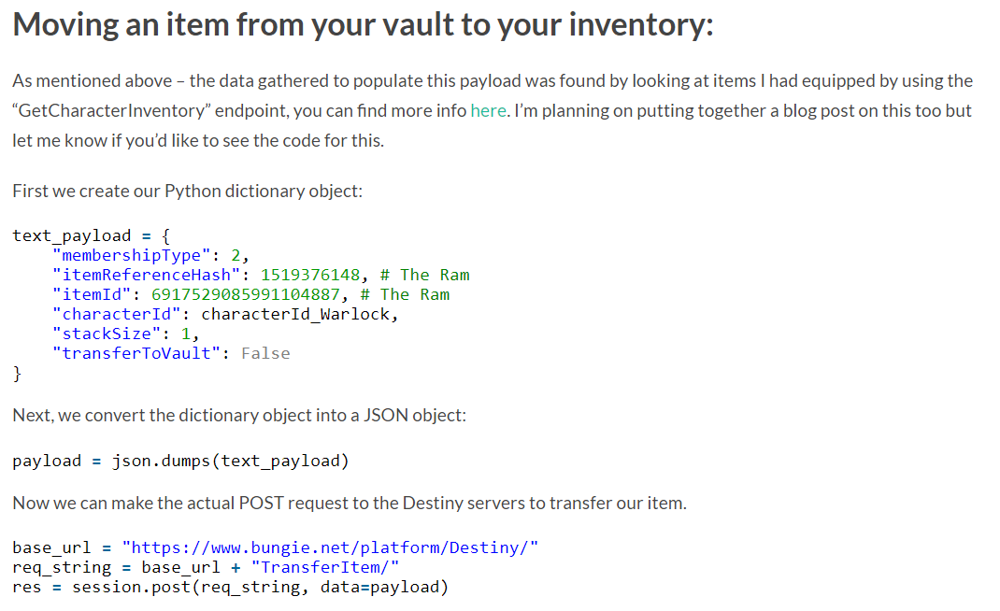 Moving an item from your vault to your inventory:
As mentioned above – the data gathered to populate this payload was found by looking at items I had equipped by using the
“GetCharacterInventory” endpoint, you can find more info here. I’m planning on putting together a blog post on this too but
let me know if you’d like to see the code for this.
First we create our Python dictionary object:
text_payload = {
    "membershipType": 2,
    "itemReferenceHash": 1519376148, # The Ram
    "itemId": 6917529085991104887, # The Ram
    "characterId": characterId_Warlock,
    "stackSize": 1,
    "transferToVault": False
}
Next, we convert the dictionary object into a JSON object:
payload = json.dumps(text_payload)
Now we can make the actual POST request to the Destiny servers to transfer our item.
base_url = "https://www.bungie.net/platform/Destiny/"
req_string = base_url + "TransferItem/"
res = session.post(req_string, data=payload)